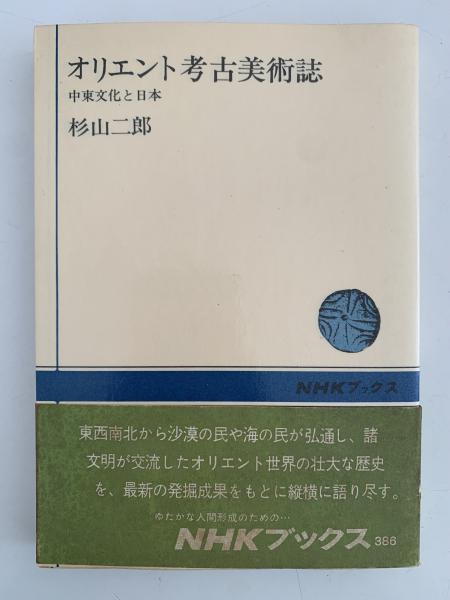 オリエント考古美術誌
中東文化と日本
杉山二郎
NHKブックス
東西南北から沙漠の民や海の民が弘通し、諸
文明が交流したオリエント世界の壮大な歴史
を、最新の発掘成果をもとに縦横に語り尽す。
ゆたかな人間形成のための…
NHKブックス 386